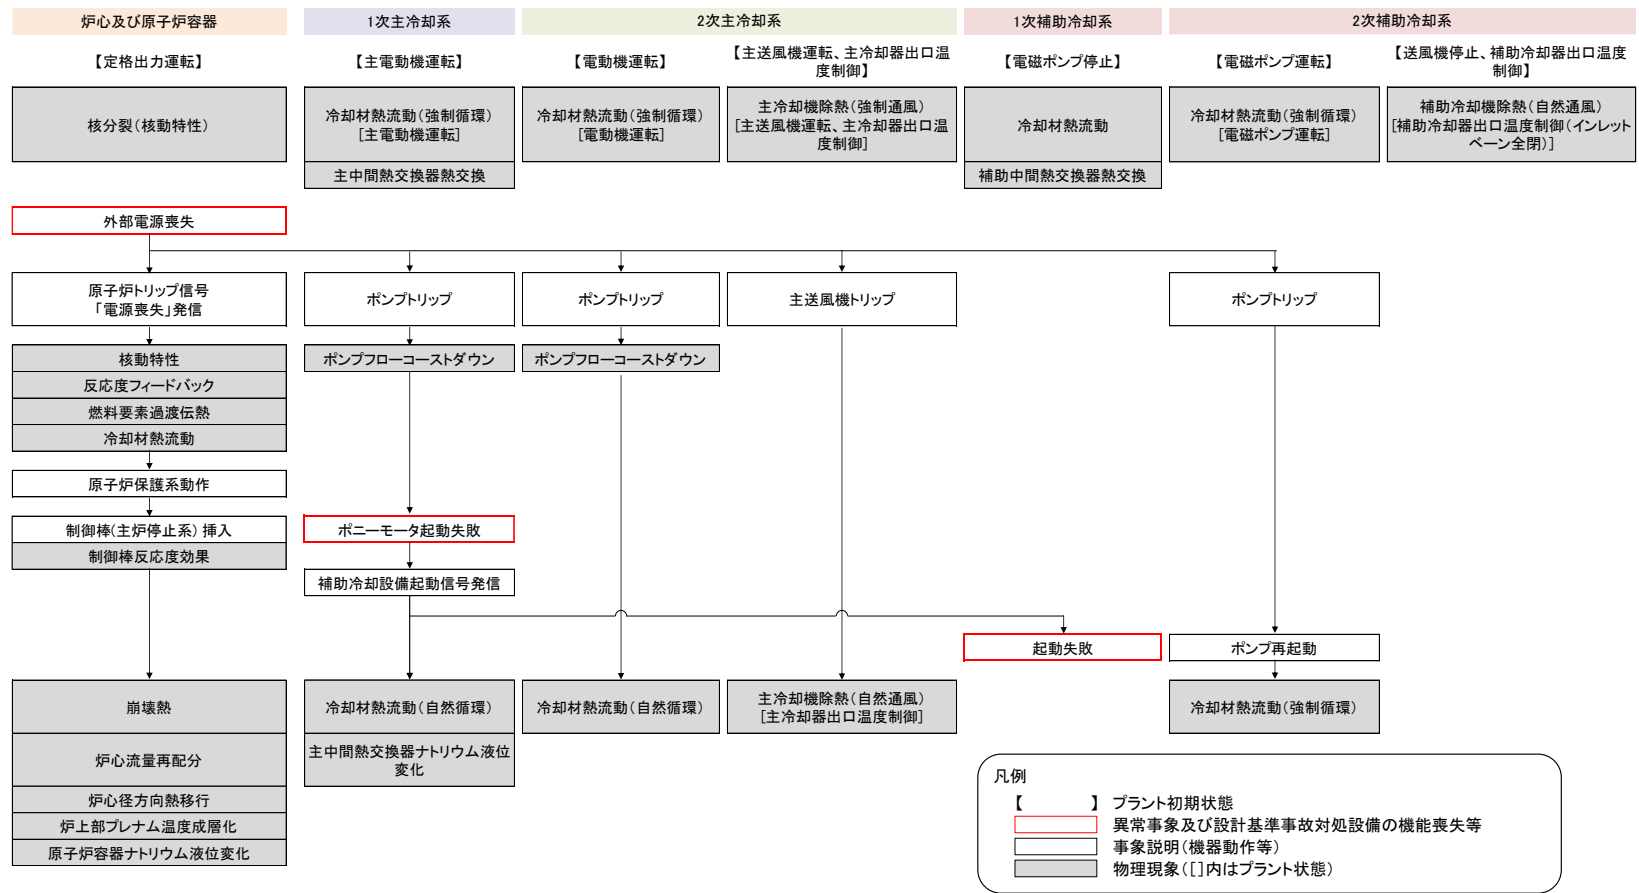 炉心及び原子炉容器
1次主冷却系
2次主冷却系
1次補助冷却系
2次補助冷却系
【定格出力運転】
【主電動機運転】
【電動機運転】
【主送風機運転、主冷却器出口温
度制御】
【電磁ポンプ停止】
【電磁ポンプ運転】
【送風機停止、補助冷却器出口温度
制御】
核分裂(核動特性)
冷却材熱流動(強制循環)
[主電動機運転]
冷却材熱流動(強制循環)
[電動機運転]
主冷却機除熱(強制通風)
[主送風機運転、主冷却器出口温
度制御]
冷却材熱流動
冷却材熱流動(強制循環)
[電磁ポンプ運転]
補助冷却機除熱(自然通風)
[補助冷却器出口温度制御(インレット
ベーン全閉)]
主中間熱交換器熱交換
補助中間熱交換器熱交換
外部電源喪失
原子炉トリップ信号
「電源喪失」発信
ポンプトリップ
ポンプトリップ
主送風機トリップ
ポンプトリップ
核動特性
ポンプフローコーストダウン
ポンプフローコーストダウン
反応度フィードバック
燃料要素過渡伝熱
冷却材熱流動
原子炉保護系動作
制御棒(主炉停止系) 挿入
ポニーモータ起動失敗
制御棒反応度効果
補助冷却設備起動信号発信
起動失敗
ポンプ再起動
崩壊熱
冷却材熱流動(自然循環)
冷却材熱流動(自然循環)
主冷却機除熱(自然通風)
[主冷却器出口温度制御]
冷却材熱流動(強制循環)
炉心流量再配分
主中間熱交換器ナトリウム液位
変化
炉心径方向熱移行
炉上部プレナム温度成層化
原子炉容器ナトリウム液位変化
凡例
【 】 プラント初期状態
異常事象及び設計基準事故対処設備の機能喪失等
事象説明(機器動作等)
物理現象([]内はプラント状態)